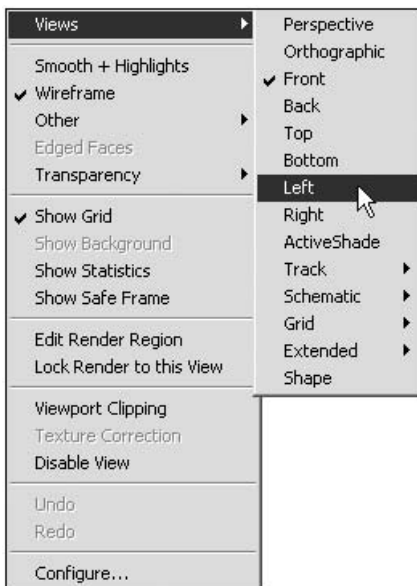 Views
Smooth + Highlights
Wireframe
Other
Edged Faces
Transparency
Show Grid
Show Background
Show Statistics
Show Safe Frame
Edit Render Region
Lock Render to this View
Viewport Clipping
Texture Correction
Disable View
Undo
Redo
Configure...
Perspective
Orthographic
Front
Back
Top
Bottom
Left
Right
ActiveShade
Track
Schematic
Grid
Extended
Shape